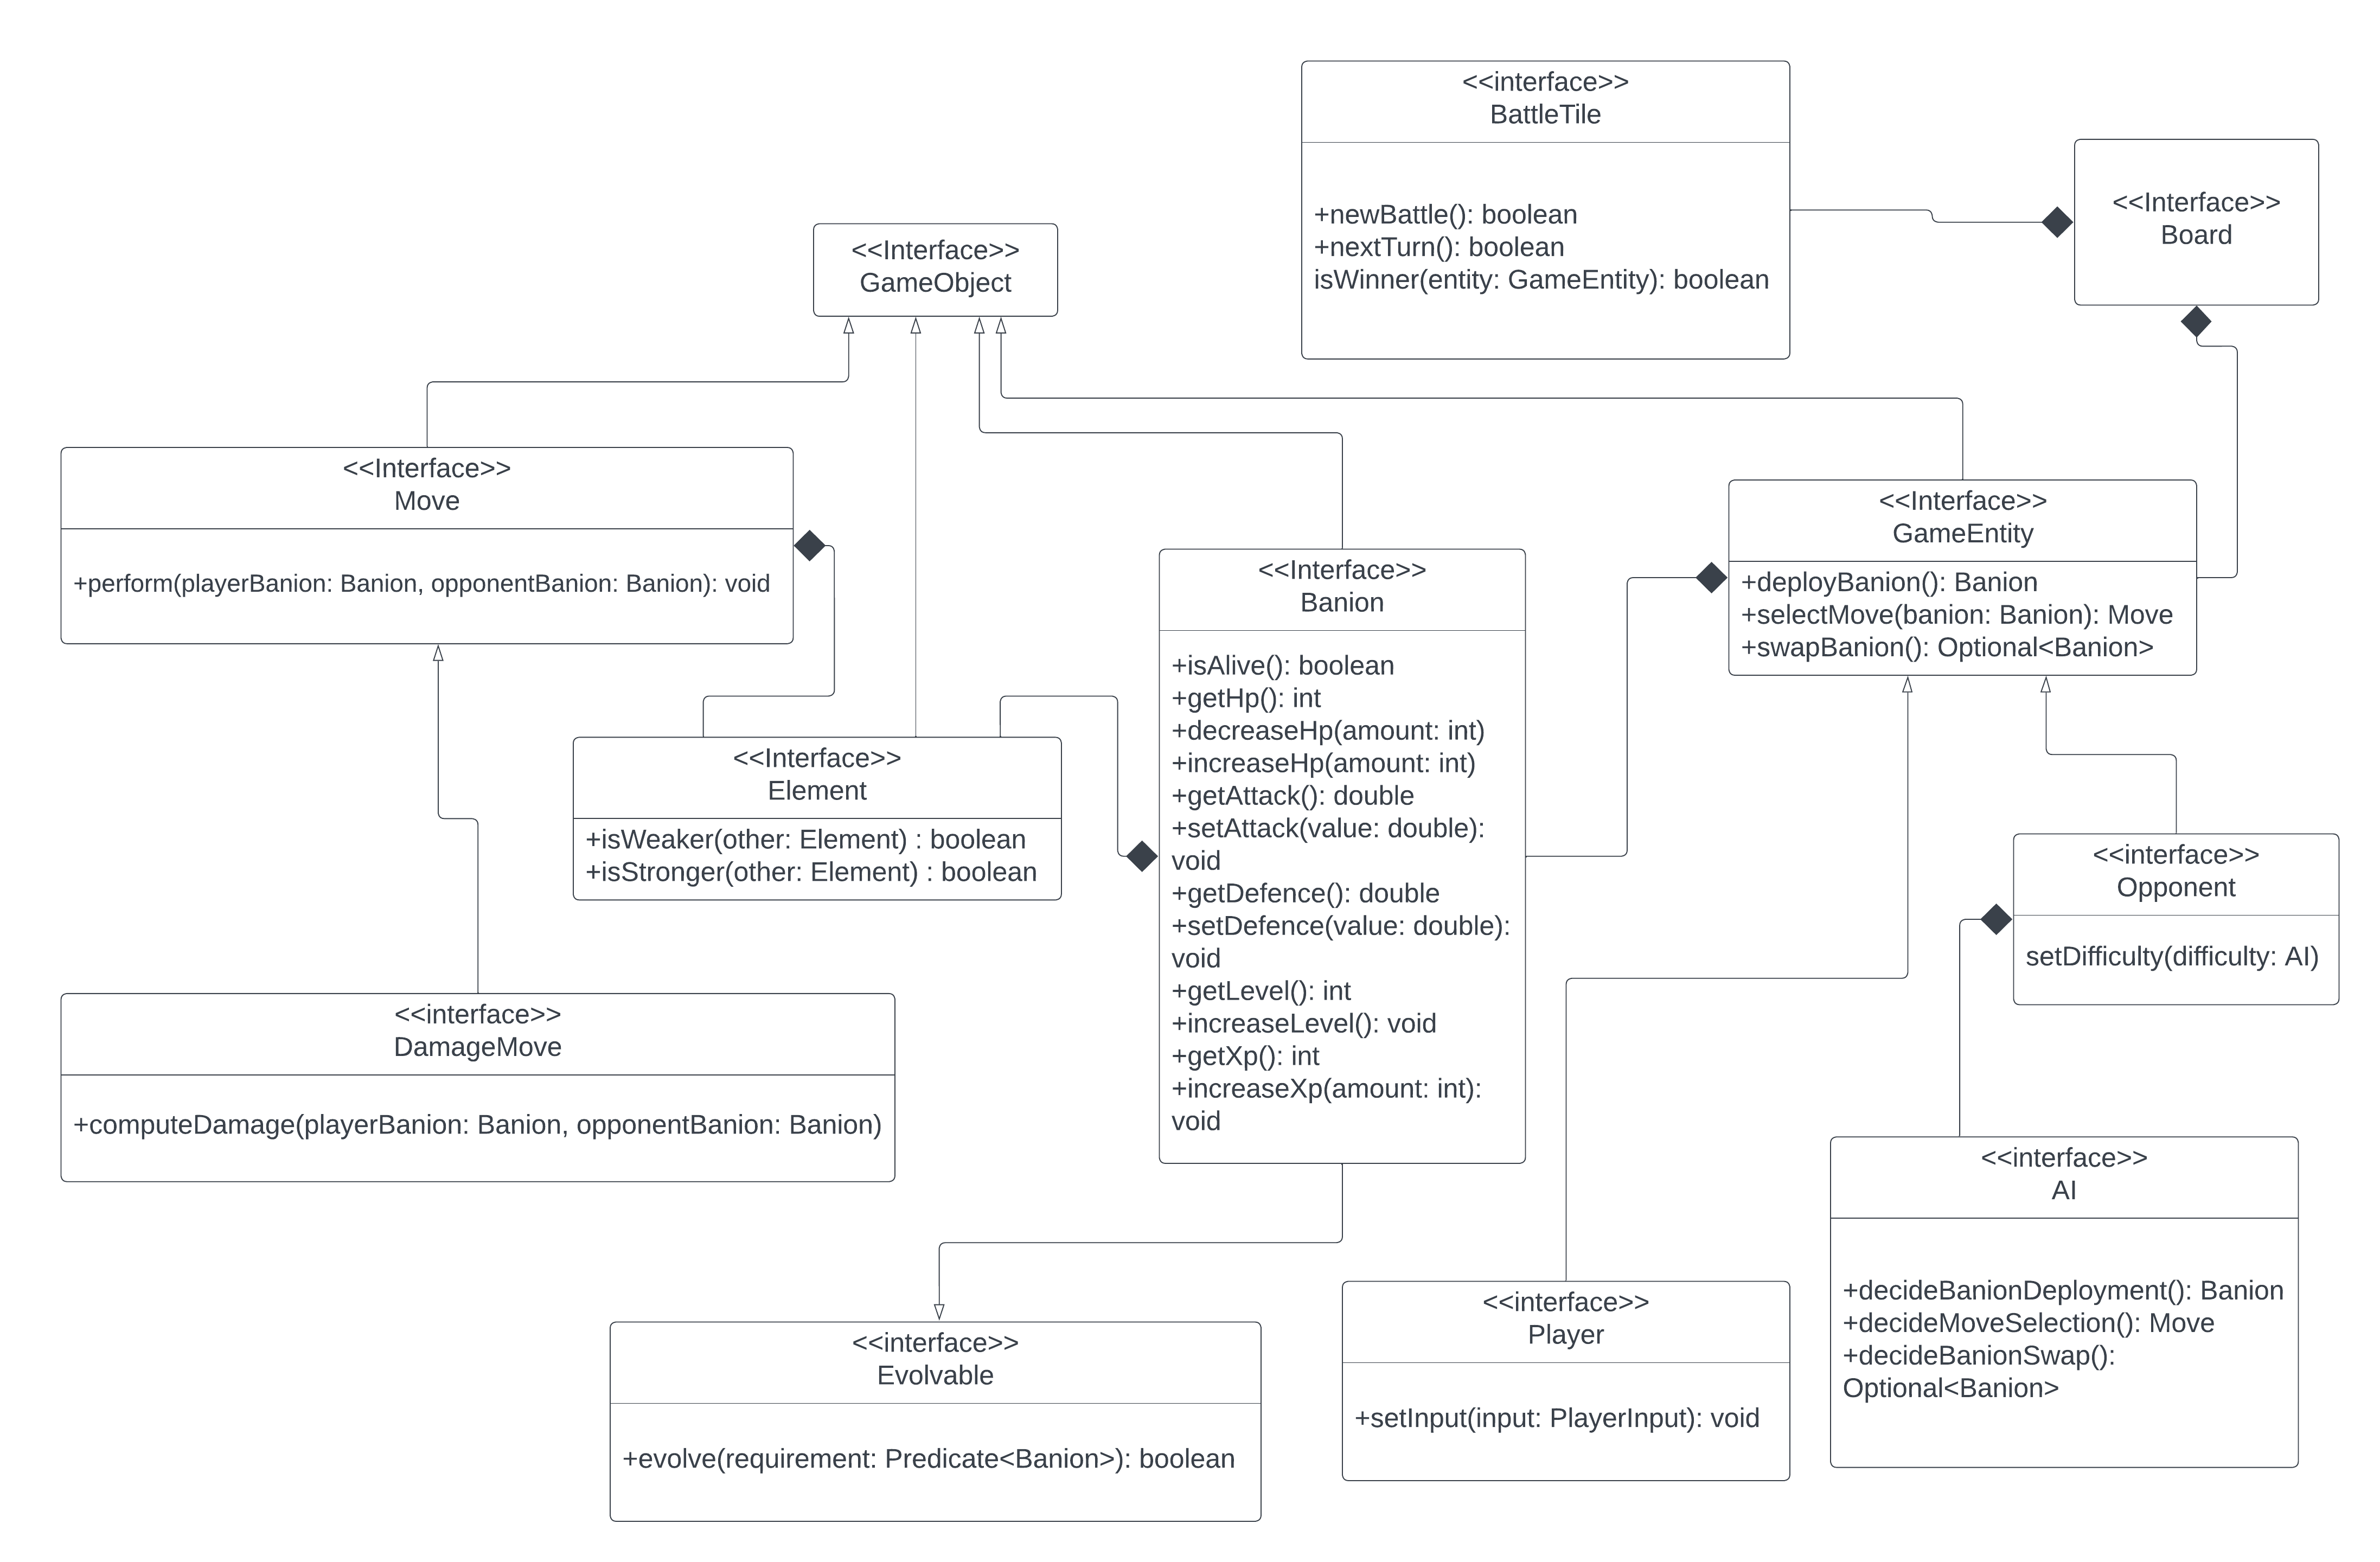 <<interface>>
BattleTile
+newBattle(): boolean
+nextTurn(): boolean
isWinner(entity: GameEntity): boolean
<<Interface>>
Board
<<Interface>>
GameObject
<<Interface>>
Move
+perform(playerBanion: Banion, opponentBanion: Banion): void
<<Interface>>
GameEntity
+deployBanion(): Banion
+selectMove(banion: Banion): Move
+swapBanion(): Optional<Banion>
<<Interface>>
Banion
+isAlive(): boolean
+getHp(): int
+decreaseHp(amount: int)
+increaseHp(amount: int)
+getAttack(): double
+setAttack(value: double):
void
+getDefence(): double
+setDefence(value: double):
void
+getLevel(): int
+increaseLevel(): void
+getXp(): int
+increaseXp(amount: int):
void
<<Interface>>
Element
+isWeaker(other: Element) : boolean
+isStronger(other: Element) : boolean
<<interface>>
Opponent
setDifficulty(difficulty: AI)
<<interface>>
DamageMove
+computeDamage(playerBanion: Banion, opponentBanion: Banion)
<<interface>>
AI
+decideBanionDeployment(): Banion
+decideMoveSelection(): Move
+decideBanionSwap():
Optional<Banion>
<<interface>>
Player
+setInput(input: PlayerInput): void
<<interface>>
Evolvable
+evolve(requirement: Predicate<Banion>): boolean